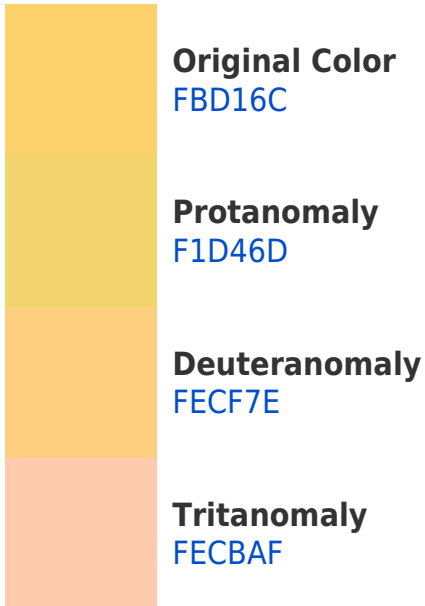 Original Color
FBD16C
Protanomaly
F1D46D
Deuteranomaly
FECF7E
Tritanomaly
FECBAF